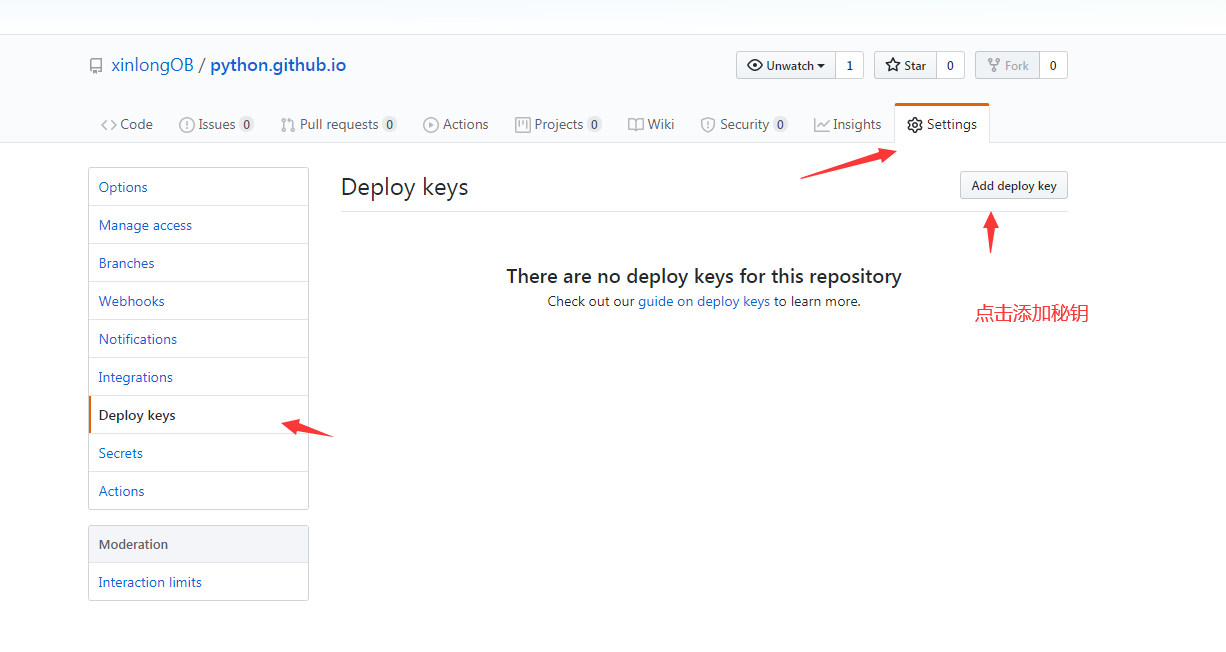 xinlongOB / python.github.io
Unwatch 1 Star 0 Fork 0
Code Issues 0 Pull requests 0 Actions Projects 0 Wiki Security 0 Insights Settings
Options
Manage access
Branches
Webhooks
Notifications
Integrations
Deploy keys
Secrets
Actions
Moderation
Interaction limits
Deploy keys
Add deploy key
There are no deploy keys for this repository
Check out our guide on deploy keys to learn more.
点击添加秘钥